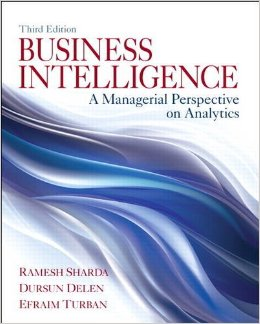 Third Edition
BUSINESS
INTELLIGENCE
A Managerial Perspective
on Analytics
RAMESH SHARDA
DURSUN DELEN
EFRAIM TURBAN